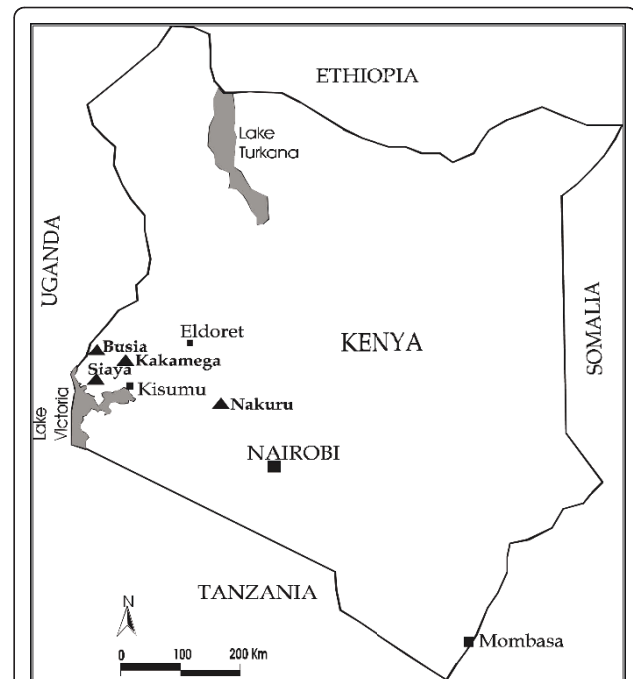 ETHIOPIA
Lake
Turkana
UGANDA
SOMALIA
Eldoret
KENYA
Busia
Kakamega
Siaya
Kisumu
Nakuru
Lake
Victoria
NAIROBI
TANZANIA
N
Mombasa
0 100 200 Km